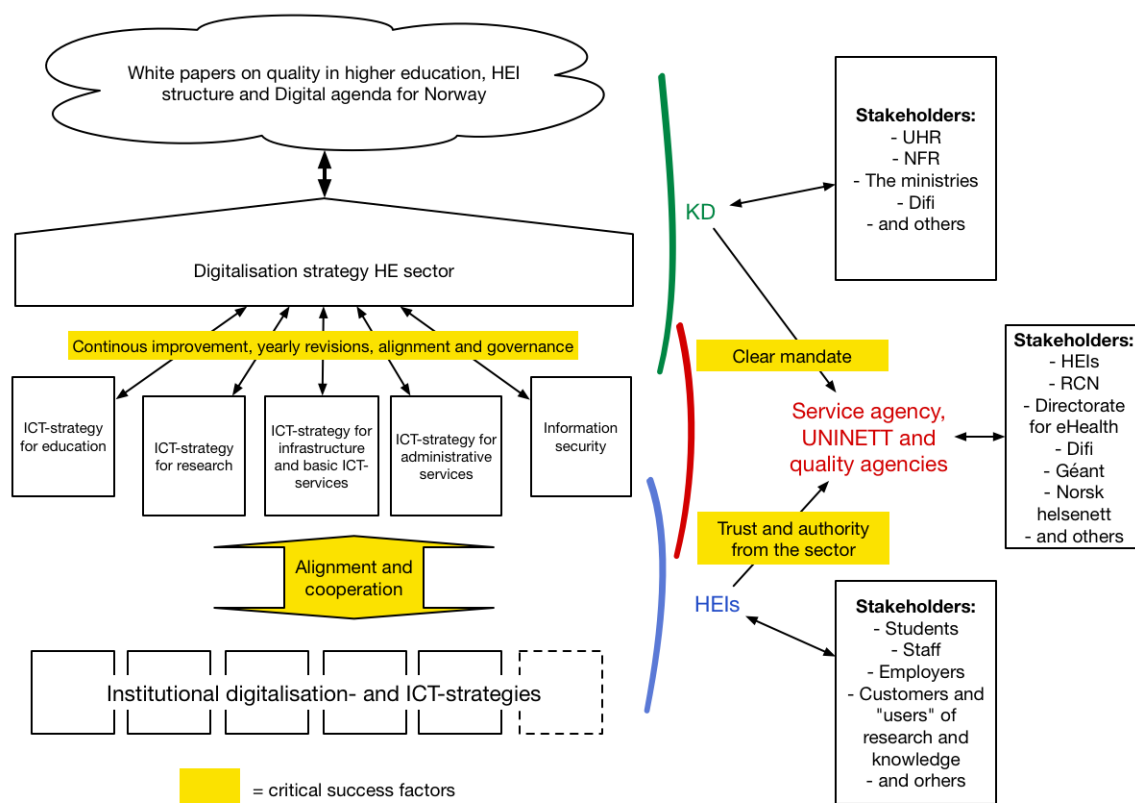 White papers on quality in higher education, HEI
structure and Digital agenda for Norway
Digitalisation strategy HE sector
Continous improvement, yearly revisions, alignment and governance
ICT-strategy
for education
ICT-strategy
for research
ICT-strategy for
infrastructure
and basic ICT-
services
ICT-strategy for
administrative
services
Information
security
Alignment and
cooperation
Institutional digitalisation- and ICT-strategies
= critical success factors
KD
Clear mandate
Service agency,
UNINETT and
quality agencies
Trust and authority
from the sector
HEIs
Stakeholders:
- UHR
- NFR
- The ministries
- Difi
- and others
Stakeholders:
- HEIs
- RCN
- Directorate
for eHealth
- Difi
- Géant
- Norsk
helsenett
- and others
Stakeholders:
- Students
- Staff
- Employers
- Customers and
"users" of
research and
knowledge
- and orhers